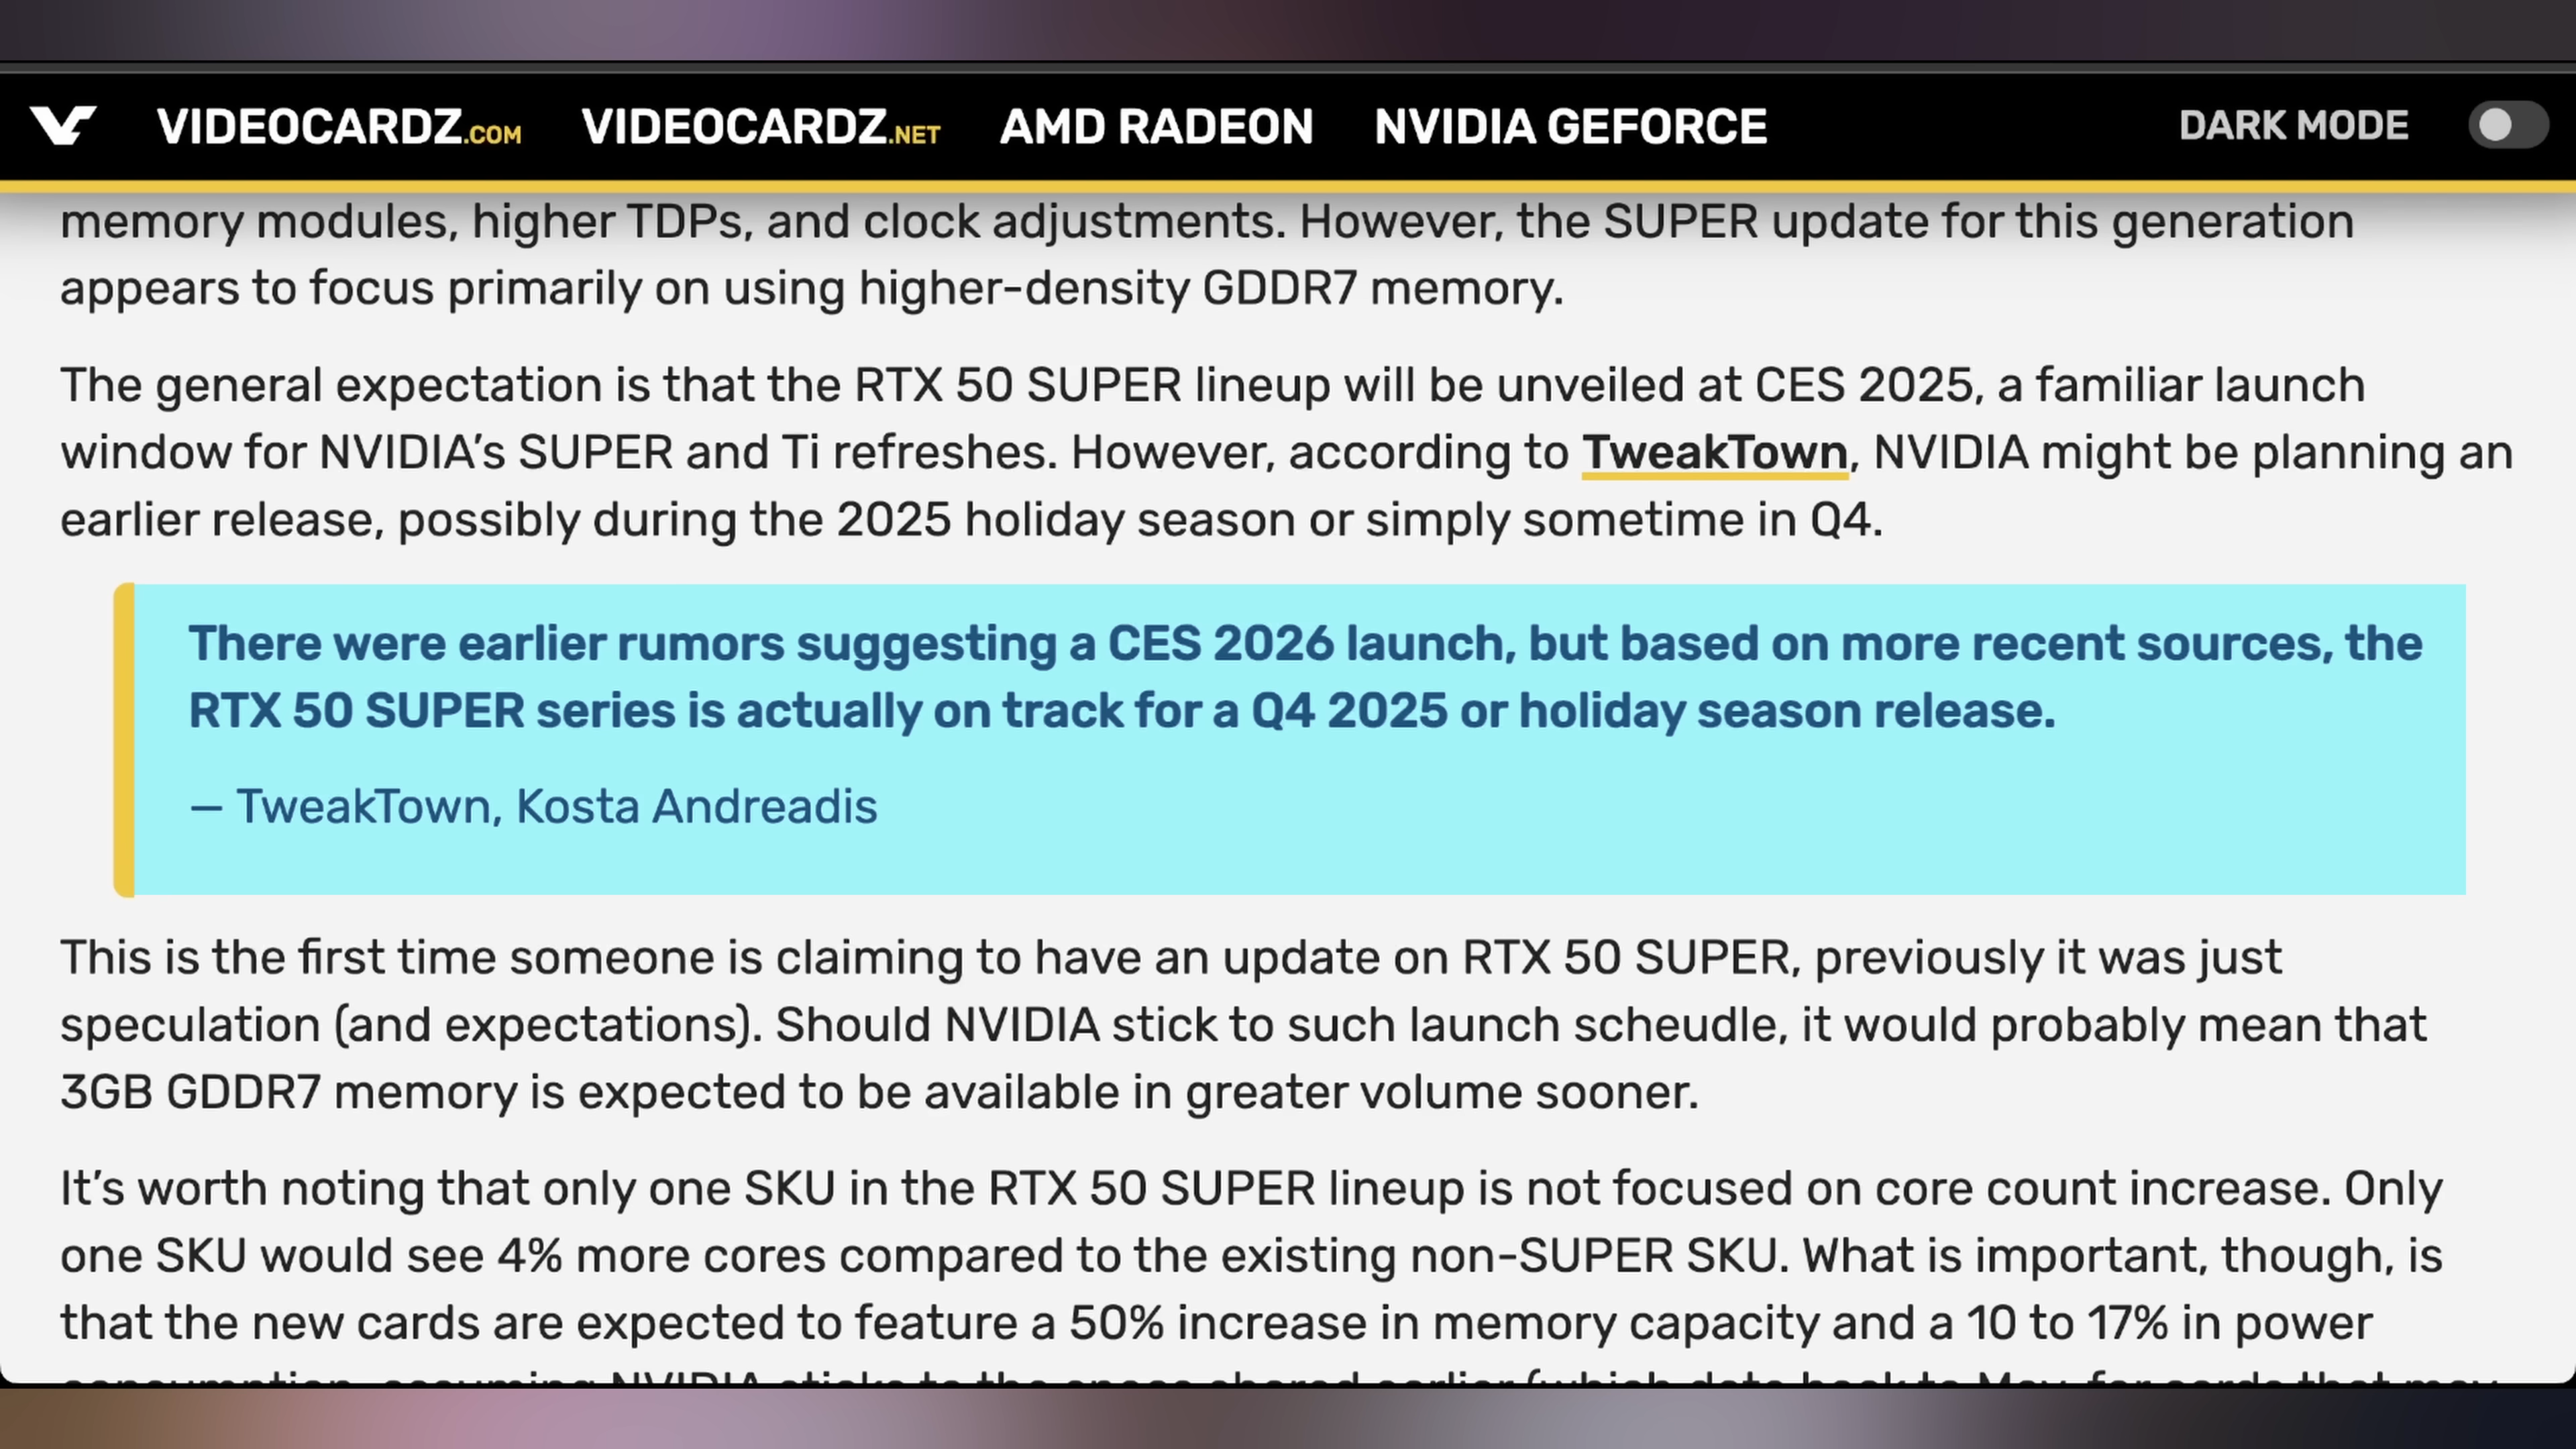 VIDEOCARDZ.COM VIDEOCARDZ.NET AMD RADEON NVIDIA GEFORCE DARK MODE
memory modules, higher TDPs, and clock adjustments. However, the SUPER update for this generation
appears to focus primarily on using higher-density GDDR7 memory.
The general expectation is that the RTX 50 SUPER lineup will be unveiled at CES 2025, a familiar launch
window for NVIDIA’s SUPER and Ti refreshes. However, according to TweakTown, NVIDIA might be planning an
earlier release, possibly during the 2025 holiday season or simply sometime in Q4.
There were earlier rumors suggesting a CES 2026 launch, but based on more recent sources, the
RTX 50 SUPER series is actually on track for a Q4 2025 or holiday season release.
— TweakTown, Kosta Andreadis
This is the first time someone is claiming to have an update on RTX 50 SUPER, previously it was just
speculation (and expectations). Should NVIDIA stick to such launch scheudle, it would probably mean that
3GB GDDR7 memory is expected to be available in greater volume sooner.
It’s worth noting that only one SKU in the RTX 50 SUPER lineup is not focused on core count increase. Only
one SKU would see 4% more cores compared to the existing non-SUPER SKU. What is important, though, is
that the new cards are expected to feature a 50% increase in memory capacity and a 10 to 17% in power